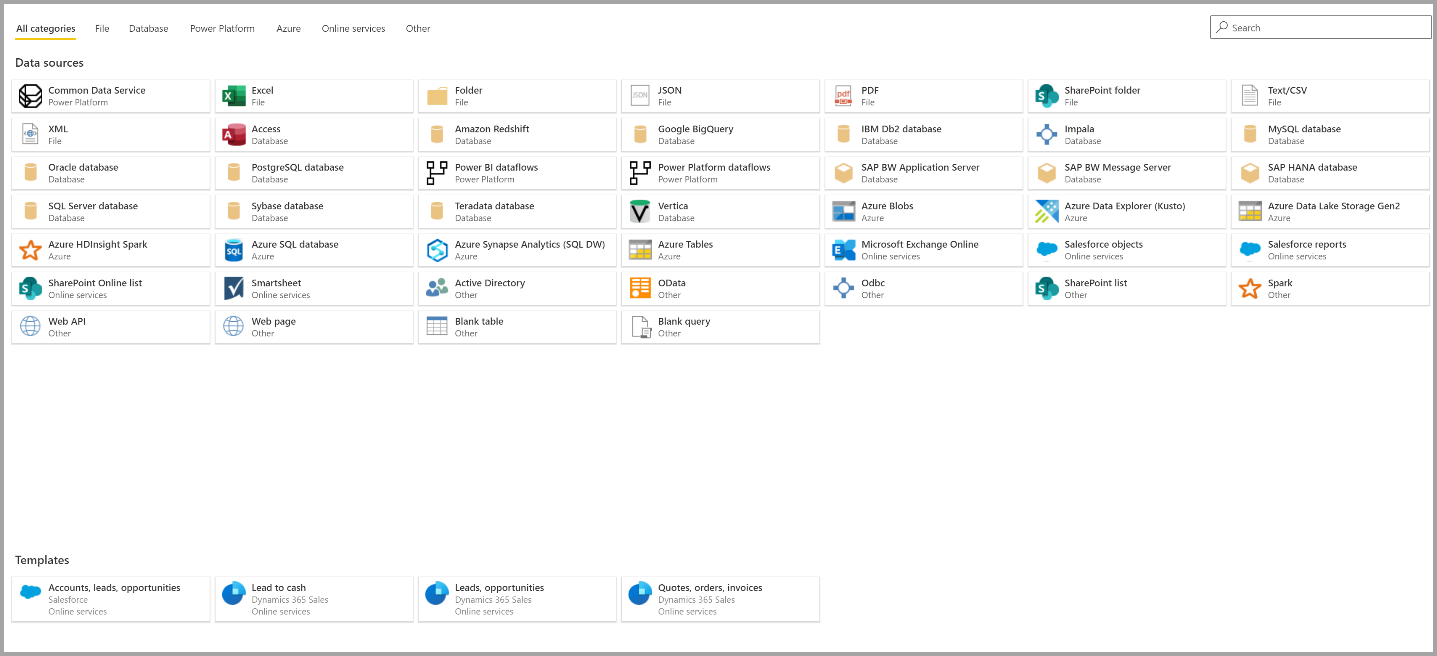 All categories File Database Power Platform Azure Online services Other Search
Data sources
Common Data Service Excel Folder JSON PDF SharePoint folder Text/CSV
Power Platform File File File File File File
XML Access Amazon Redshift Google BigQuery IBM Db2 database Impala MySQL database
File Database Database Database Database Database Database
Oracle database PostgreSQL database Power BI dataflows Power Platform dataflows SAP BW Application Server SAP BW Message Server SAP HANA database
Database Database Power Platform Power Platform Database Database Database
SQL Server database Sybase database Teradata database Vertica Azure Blobs Azure Data Explorer (Kusto) Azure Data Lake Storage Gen2
Database Database Database Database Azure Azure Azure
Azure HDInsight Spark Azure SQL database Azure Synapse Analytics (SQL DW) Azure Tables Microsoft Exchange Online Salesforce objects Salesforce reports
Azure Azure Azure Azure Online services Online services Online services
SharePoint Online list Smartsheet Active Directory OData Odbc SharePoint list Spark
Online services Online services Other Other Other Other Other
Web API Web page Blank table Blank query
Other Other Other Other
Templates
Accounts, leads, opportunities Lead to cash Leads, opportunities Quotes, orders, invoices
Salesforce Dynamics 365 Sales Dynamics 365 Sales Dynamics 365 Sales
Online services Online services Online services Online services